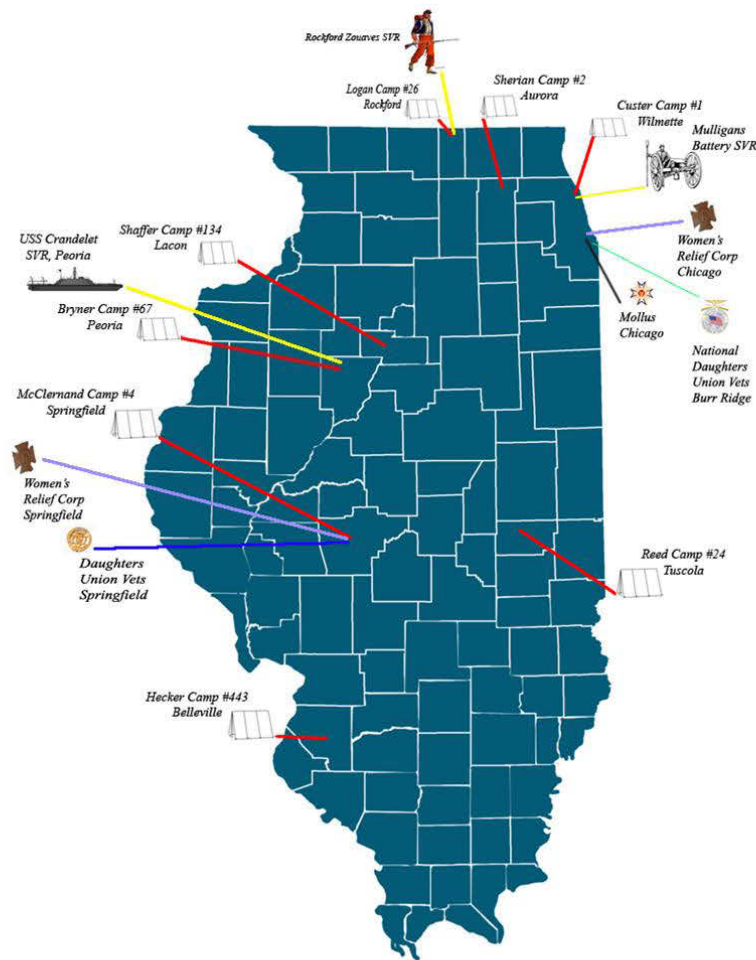 Rockford Zouaves SVR
Logan Camp #26
Rockford
Sherian Camp #2
Aurora
Custer Camp #1
Wilmette
Mulligans
Battery SVR
Shaffer Camp #134
Lacon
USS Crandelet
SVR, Peoria
Women's
Relief Corp
Chicago
Bryner Camp #67
Peoria
Mollus
Chicago
National
Daughters
Union Vets
Burr Ridge
McClernand Camp #4
Springfield
Women's
Relief Corp
Springfield
Daughters
Union Vets
Springfield
Reed Camp #24
Tuscola
Hecker Camp #443
Belleville